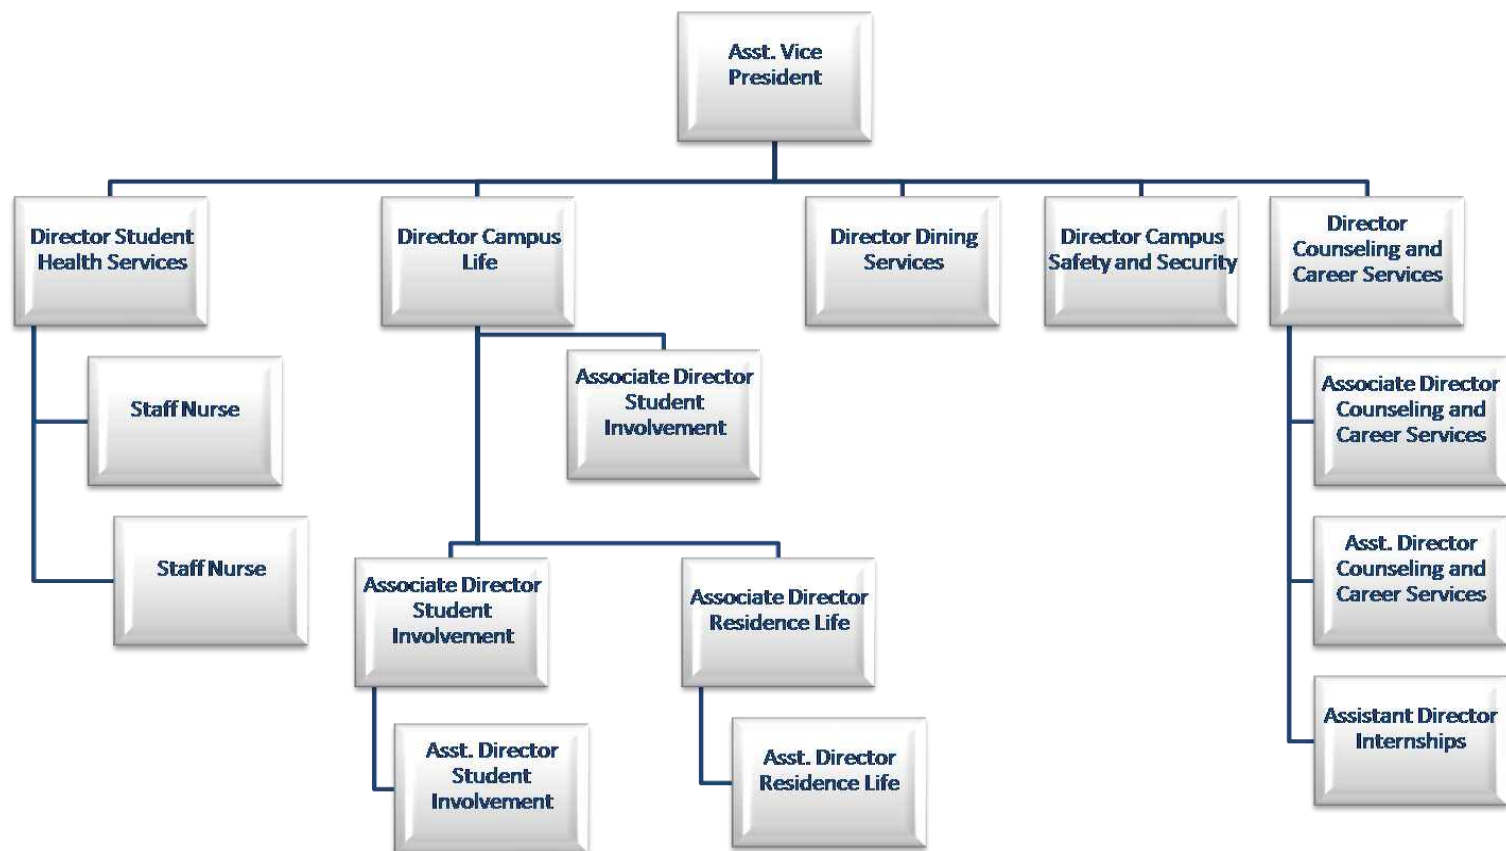 Asst. Vice
President
Director Student
Health Services
Director Campus
Life
Director Dining
Services
Director Campus
Safety and Security
Director
Counseling and
Career Services
Staff Nurse
Associate Director
Student
Involvement
Associate Director
Counseling and
Career Services
Staff Nurse
Associate Director
Student
Involvement
Associate Director
Residence Life
Asst. Director
Counseling and
Career Services
Asst. Director
Student
Involvement
Asst. Director
Residence Life
Assistant Director
Internships